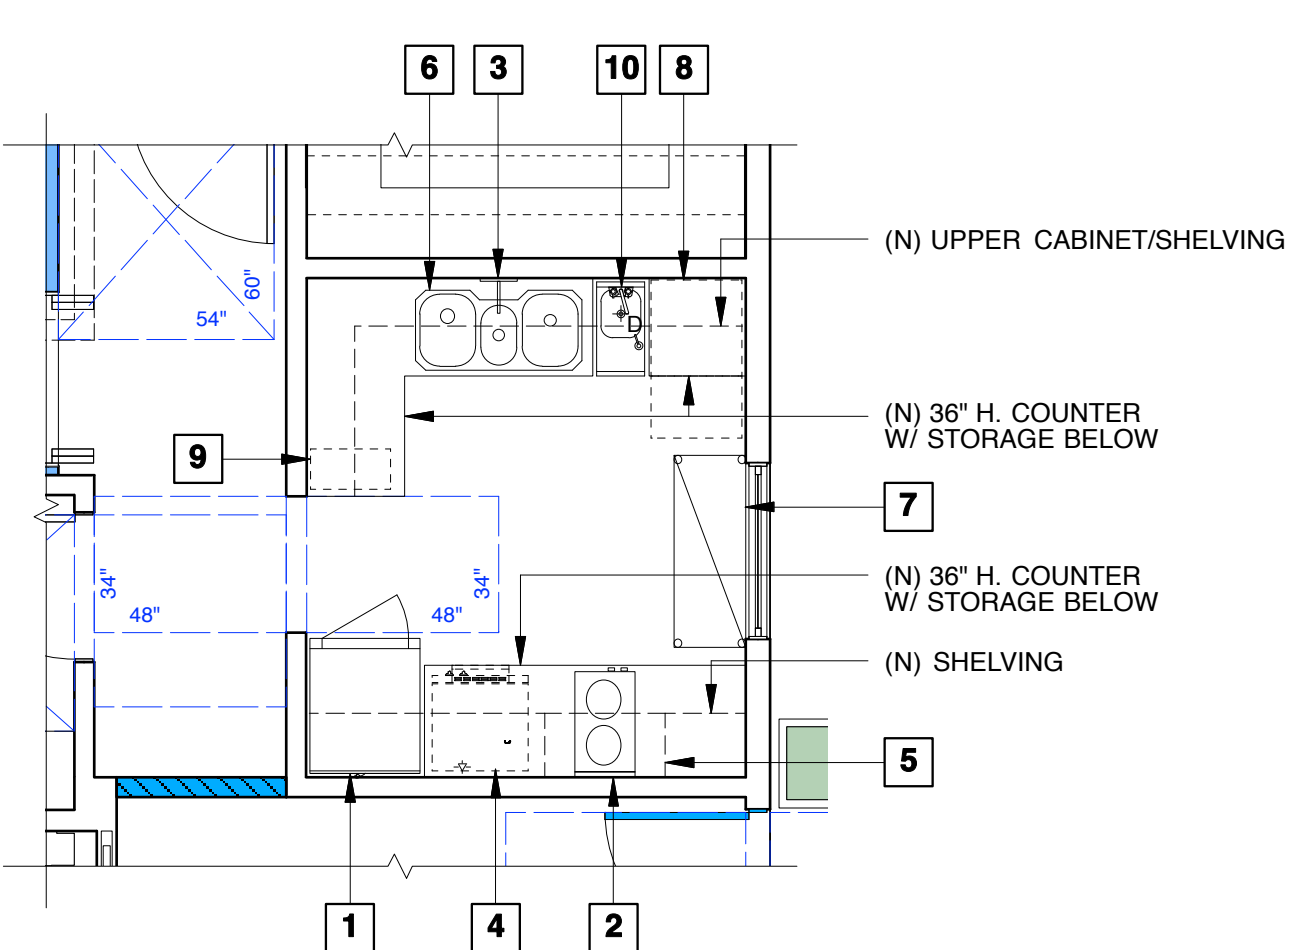 6
3
10
8
(N) UPPER CABINET/SHELVING
60"
54"
D
(N) 36" H. COUNTER
W/ STORAGE BELOW
9
7
34"
48"
48"
34"
(N) 36" H. COUNTER
W/ STORAGE BELOW
(N) SHELVING
5
1
4
2